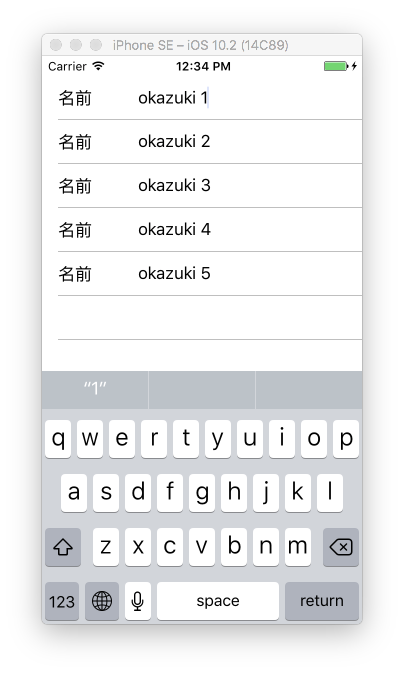 iPhone SE – iOS 10.2 (14C89)
Carrier 12:34 PM
名前 okazuki 1
名前 okazuki 2
名前 okazuki 3
名前 okazuki 4
名前 okazuki 5
“1”
q w e r t y u i o p
a s d f g h j k l
z x c v b n m
123 space return